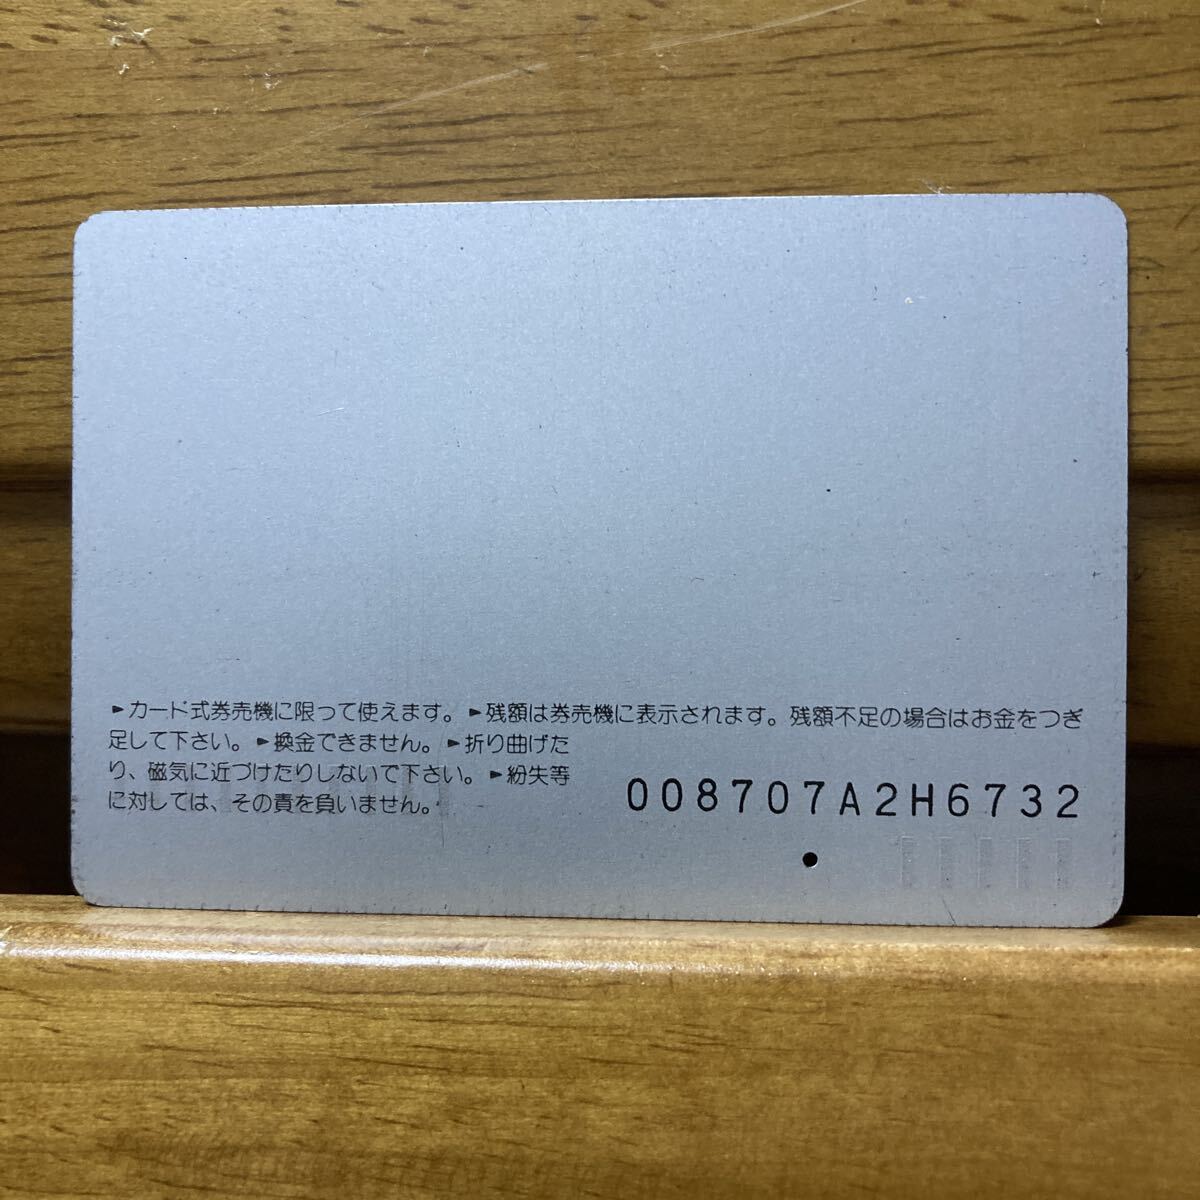 ►カード式券売機に限って使えます。►残額は券売機に表示されます。残額不足の場合はお金をつぎ
足して下さい。►換金できません。►折り曲げた
り、磁気に近づけたりしないで下さい。►紛失等
に対しては、その責を負いません。
008707A2H6732